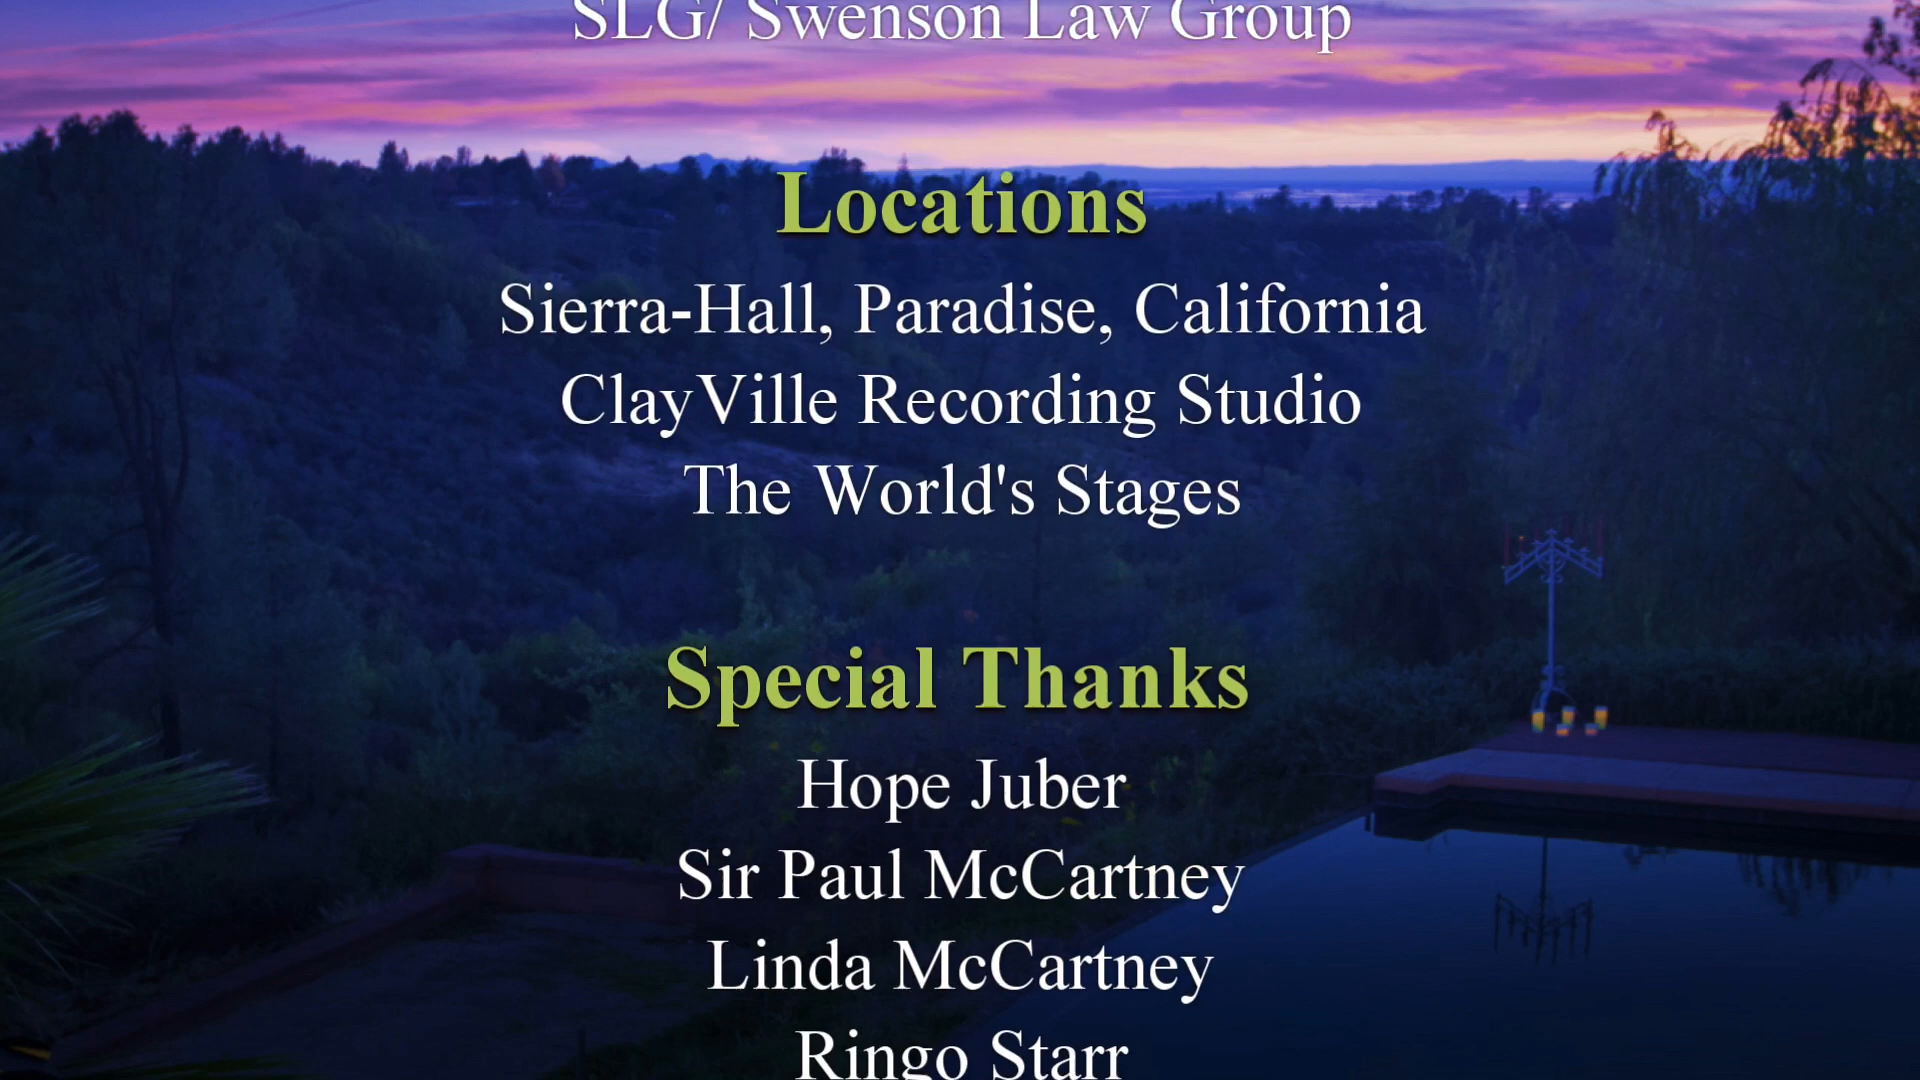 SLG/ Swenson Law Group
Locations
Sierra-Hall, Paradise, California
ClayVille Recording Studio
The World's Stages
Special Thanks
Hope Juber
Sir Paul McCartney
Linda McCartney
Ringo Starr